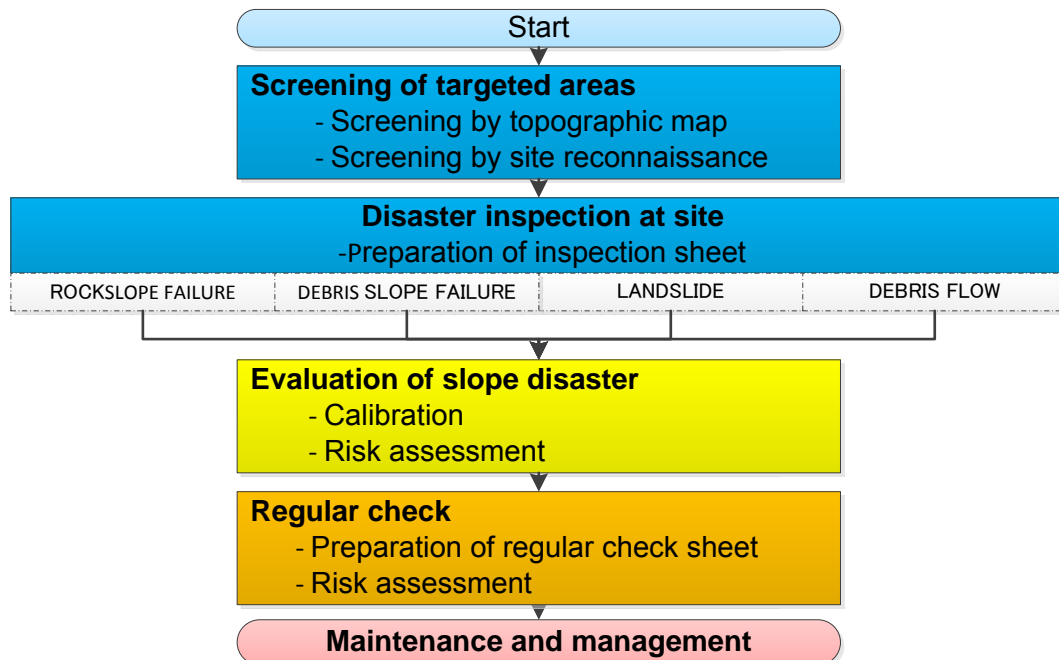 Start
Screening of targeted areas
- Screening by topographic map
- Screening by site reconnaissance
Disaster inspection at site
-Preparation of inspection sheet
ROCKSLOPE FAILURE
DEBRIS SLOPE FAILURE
LANDSLIDE
DEBRIS FLOW
Evaluation of slope disaster
- Calibration
- Risk assessment
Regular check
- Preparation of regular check sheet
- Risk assessment
Maintenance and management